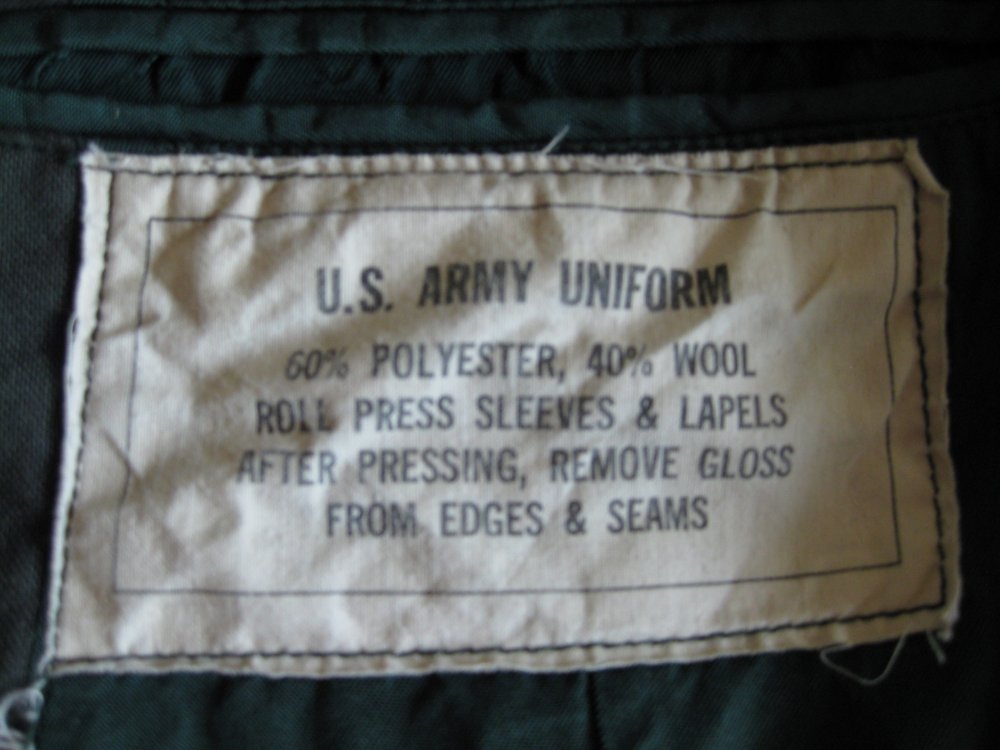 U.S. ARMY UNIFORM
60% POLYESTER, 40% WOOL
ROLL PRESS SLEEVES & LAPELS
AFTER PRESSING, REMOVE GLOSS
FROM EDGES & SEAMS